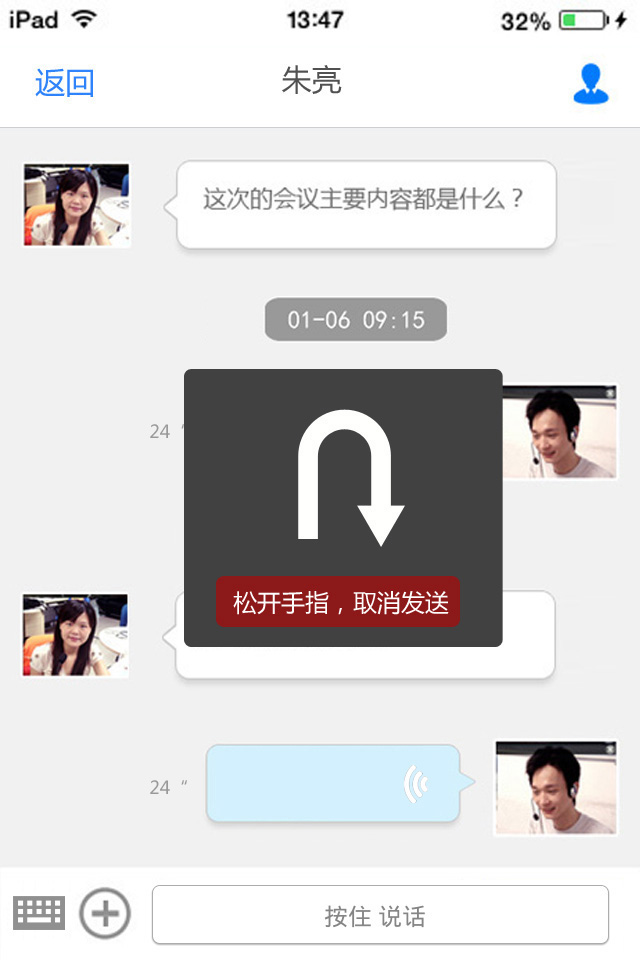 iPad 13:47 32%
返回 朱亮
这次的会议主要内容都是什么？
01-06 09:15
24 “
松开手指，取消发送
24 “
按住 说话